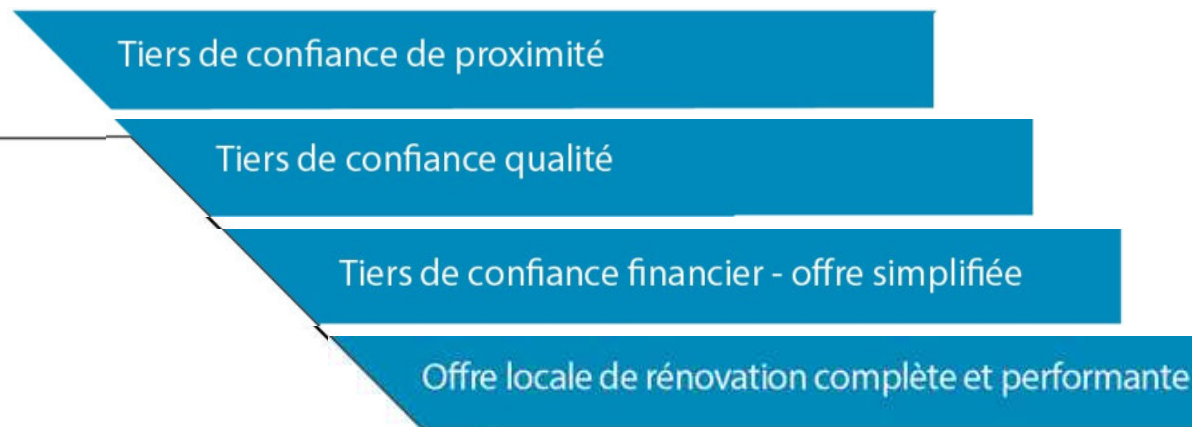 Tiers de confiance de proximité
Tiers de confiance qualité
Tiers de confiance financier - offre simplifiée
Offre locale de rénovation complète et performante